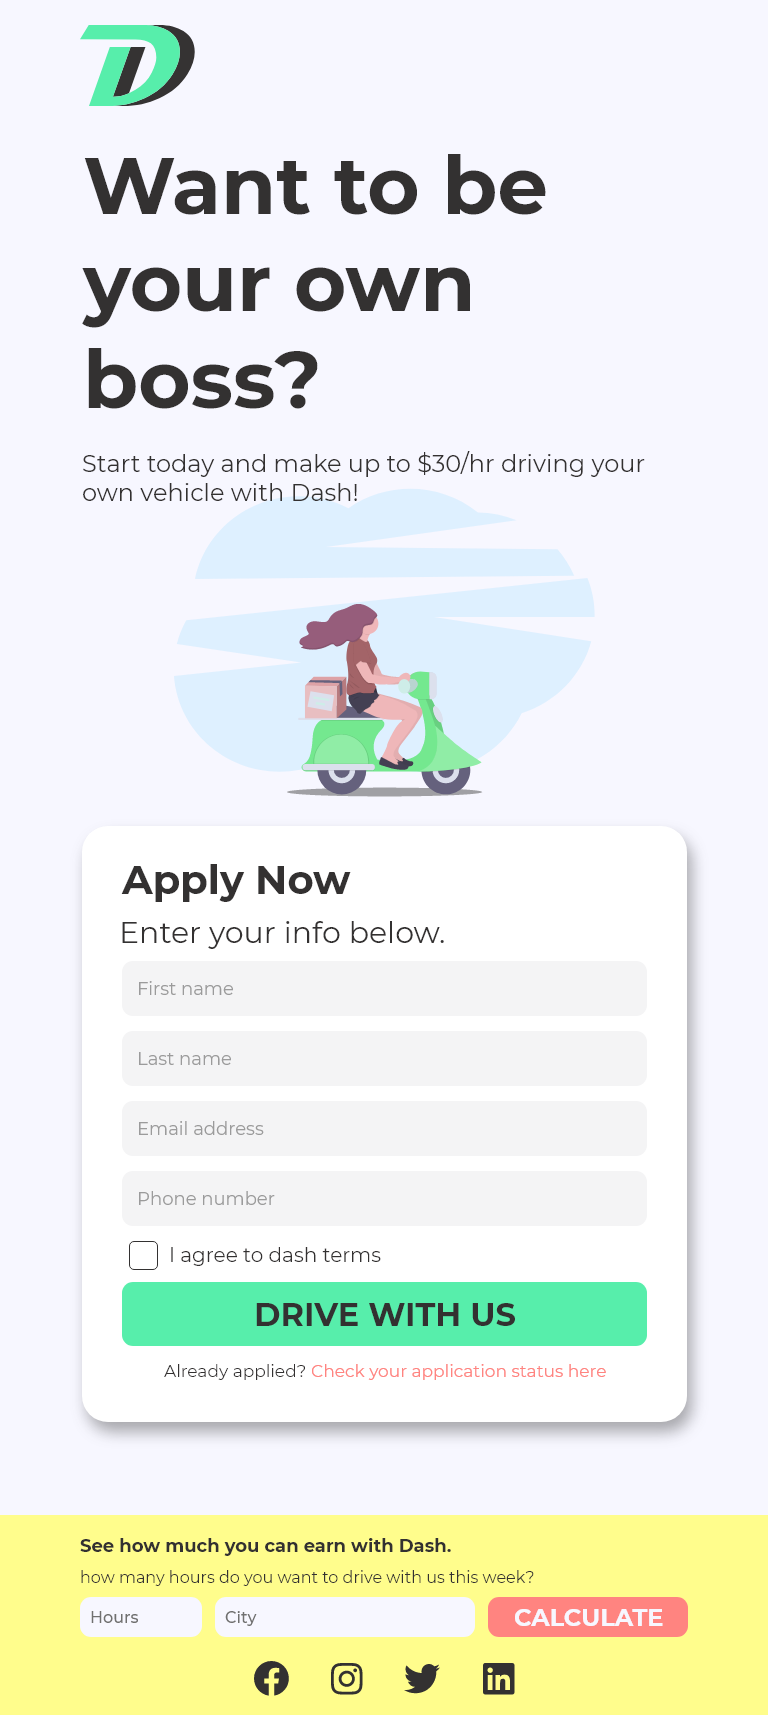 Want to be
your own
boss?
Start today and make up to $30/hr driving your
own vehicle with Dash!
Apply Now
Enter your info below.
First name
Last name
Email address
Phone number
I agree to dash terms
DRIVE WITH US
Already applied? Check your application status here
See how much you can earn with Dash.
how many hours do you want to drive with us this week?
Hours City CALCULATE